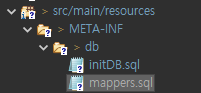 src/main/resources
META-INF
db
initDB.sql
mappers.sql